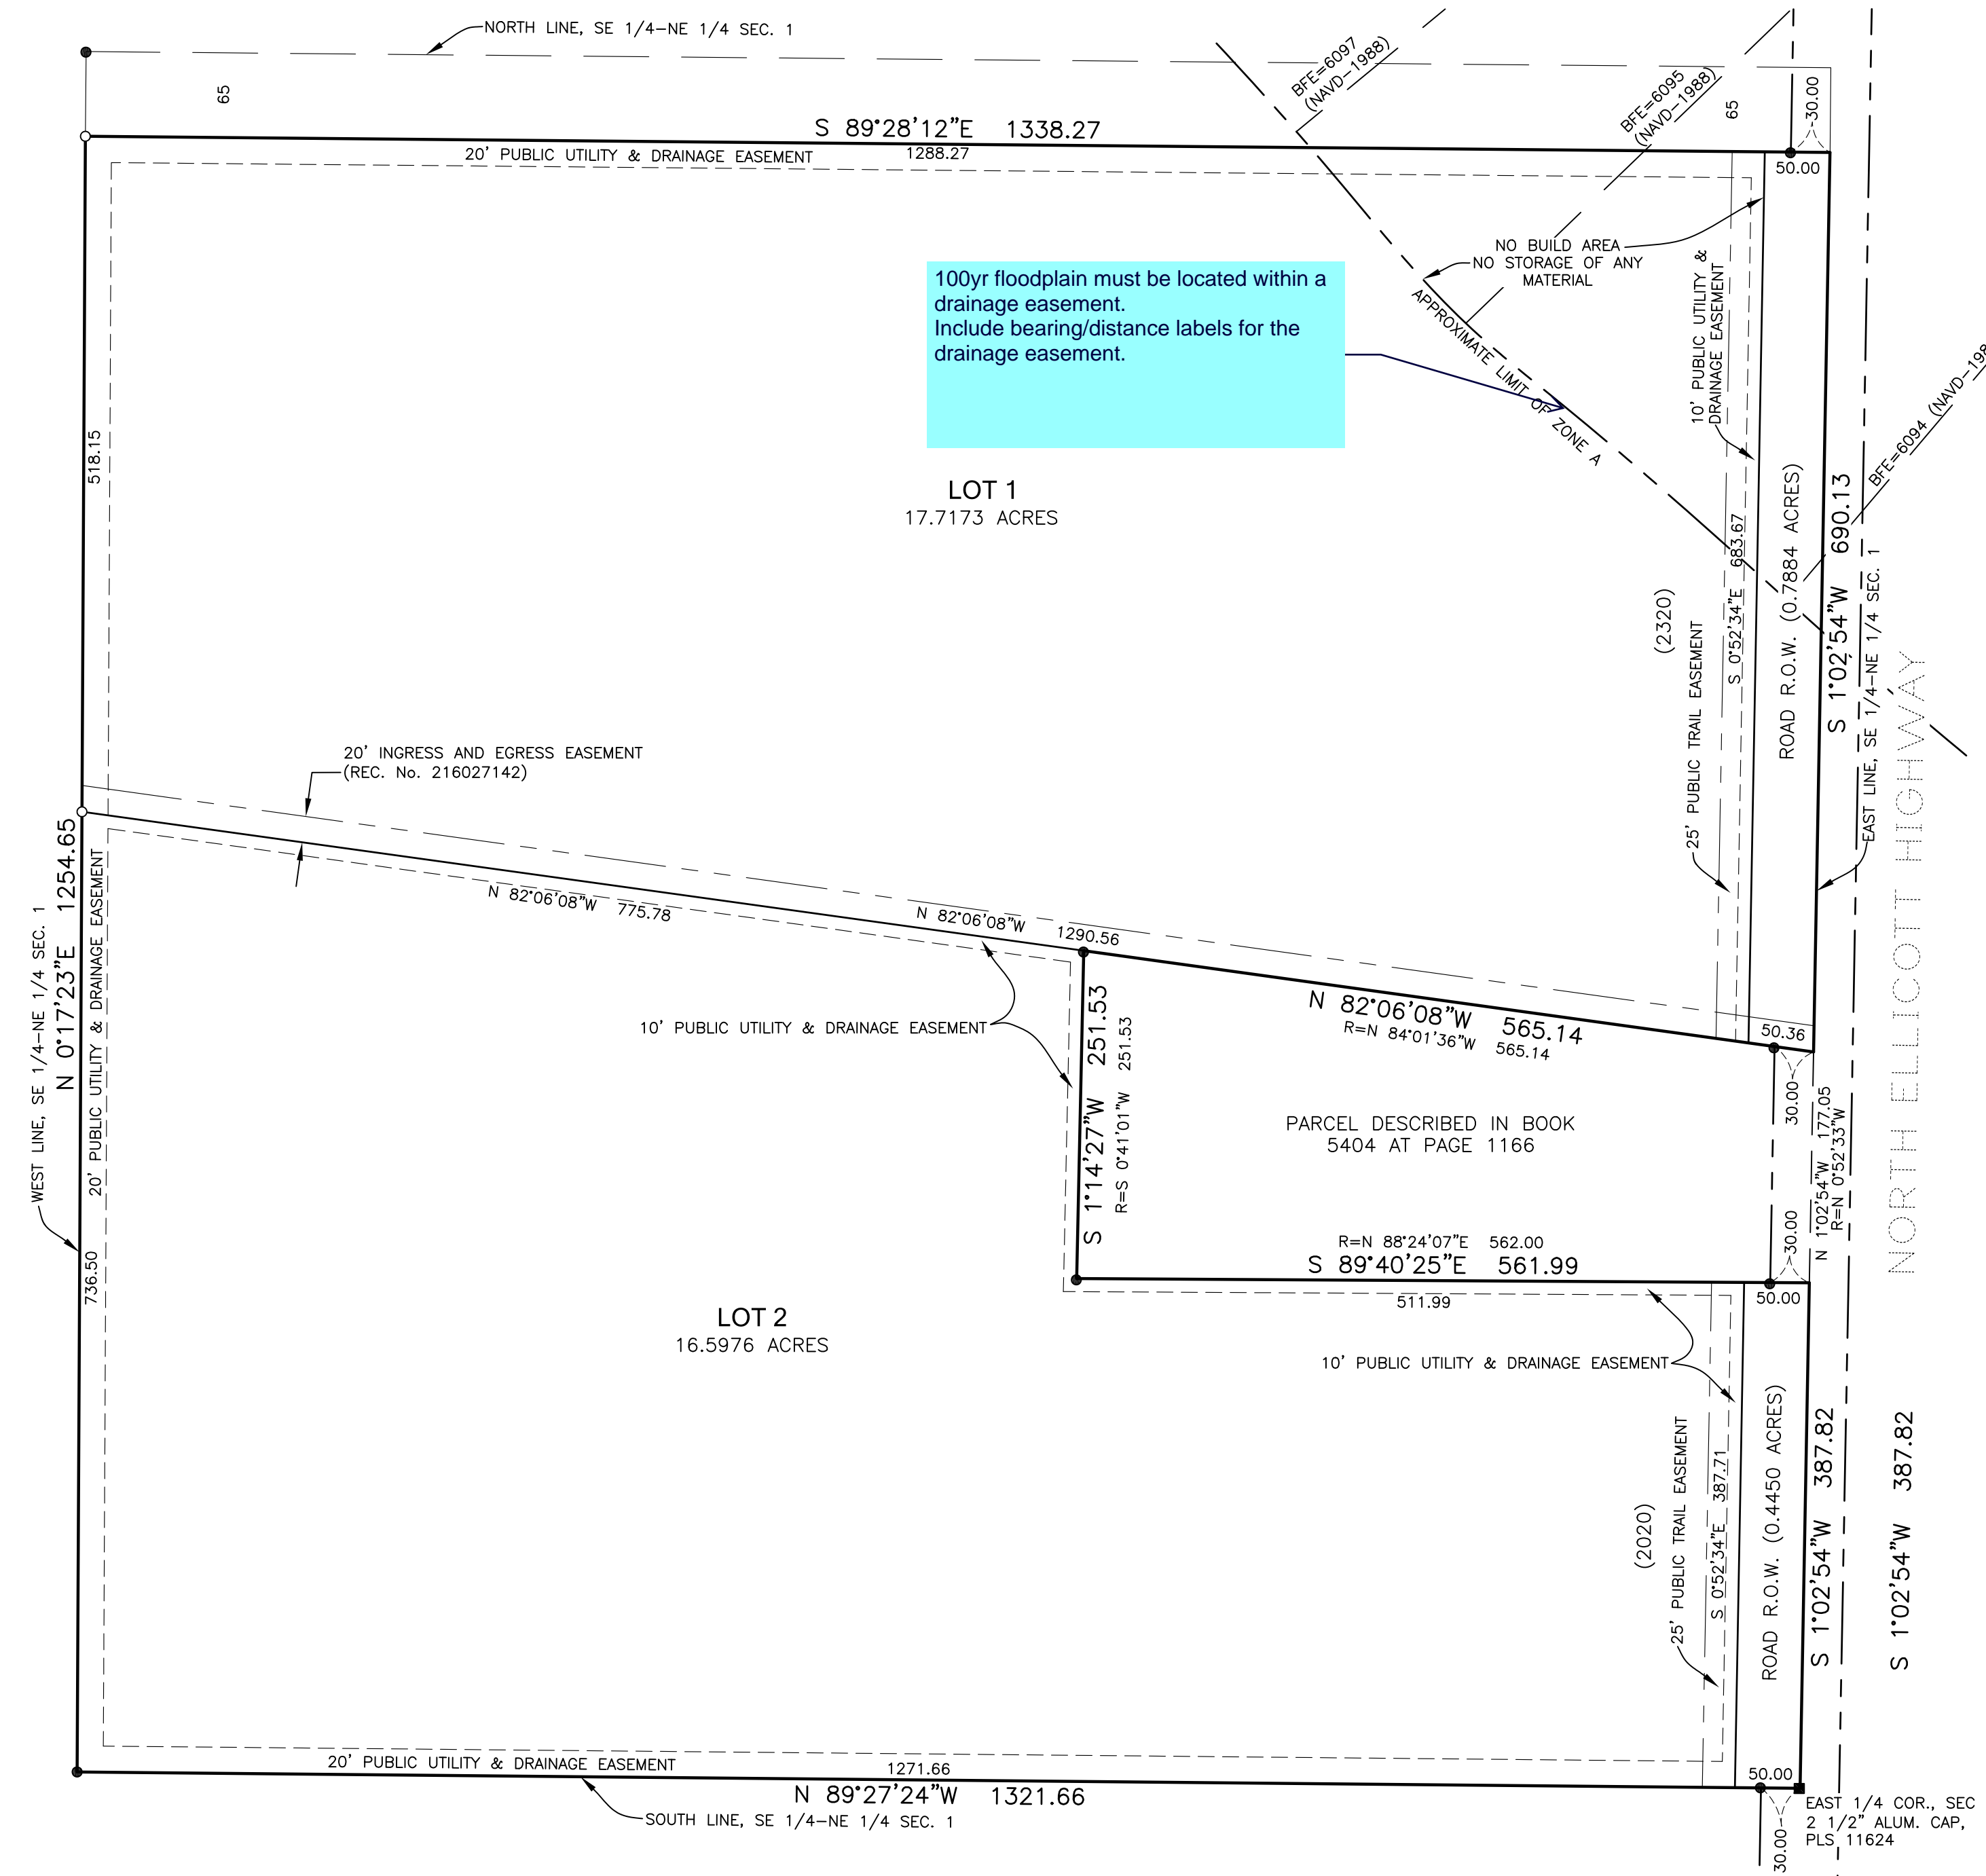 NORTH LINE, SE 1/4–NE 1/4 SEC. 1
65
BFE=6097
(NAVD–1988)
BFE=6095
(NAVD–1988)
65
30.00
S 89°28'12"E 1338.27
20' PUBLIC UTILITY & DRAINAGE EASEMENT
1288.27
50.00
NO BUILD AREA
NO STORAGE OF ANY
MATERIAL
10' PUBLIC UTILITY &
DRAINAGE EASEMENT
100yr floodplain must be located within a
drainage easement.
Include bearing/distance labels for the
drainage easement.
APPROXIMATE LIMIT OF ZONE A
BFE=6094 (NAVD–198
518.15
LOT 1
17.7173 ACRES
S 0°52'34"E 683.67
ROAD R.O.W. (0.7884 ACRES)
S 1°02'54"W 690.13
EAST LINE, SE 1/4–NE 1/4 SEC. 1
(2320)
25' PUBLIC TRAIL EASEMENT
NORTH ELLICOTT HIGHWAY
20' INGRESS AND EGRESS EASEMENT
(REC. No. 216027142)
WEST LINE, SE 1/4–NE 1/4 SEC. 1
N 0°17'23"E 1254.65
20' PUBLIC UTILITY & DRAINAGE EASEMENT
N 82°06'08"W 775.78
N 82°06'08"W 1290.56
10' PUBLIC UTILITY & DRAINAGE EASEMENT
S 1°14'27"W 251.53
R=S 0°41'01"W 251.53
N 82°06'08"W 565.14
R=N 84°01'36"W 565.14
50.36
30.00
N 1°02'54"W 177.05
R=N 0°52'33"W
PARCEL DESCRIBED IN BOOK
5404 AT PAGE 1166
30.00
R=N 88°24'07"E 562.00
S 89°40'25"E 561.99
511.99
50.00
736.50
LOT 2
16.5976 ACRES
10' PUBLIC UTILITY & DRAINAGE EASEMENT
(2020)
25' PUBLIC TRAIL EASEMENT
S 0°52'34"E 387.71
ROAD R.O.W. (0.4450 ACRES)
S 1°02'54"W 387.82
S 1°02'54"W 387.82
20' PUBLIC UTILITY & DRAINAGE EASEMENT
1271.66
50.00
N 89°27'24"W 1321.66
SOUTH LINE, SE 1/4–NE 1/4 SEC. 1
30.00
EAST 1/4 COR., SEC
2 1/2" ALUM. CAP,
PLS 11624